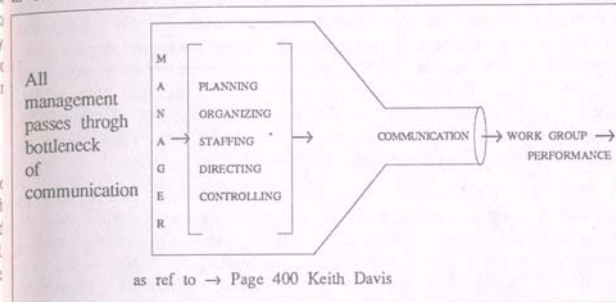 All
management
passes throgh
bottleneck
of
communication
M
A
N
A
G
E
R
PLANNING
ORGANIZING
STAFFING
DIRECTING
CONTROLLING
COMMUNICATION
WORK GROUP
PERFORMANCE
as ref to → Page 400 Keith Davis